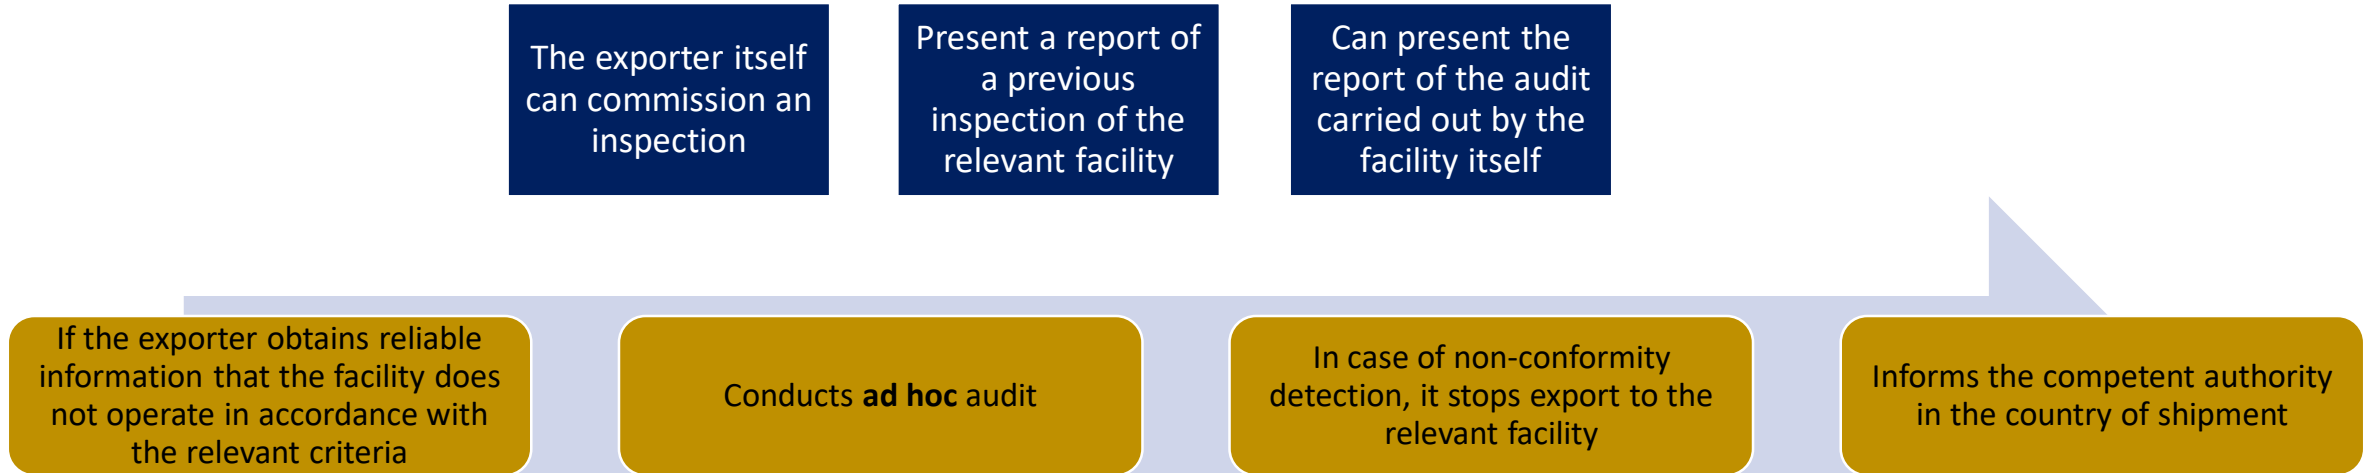 The exporter itself
can commission an
inspection
Present a report of
a previous
inspection of the
relevant facility
Can present the
report of the audit
carried out by the
facility itself
If the exporter obtains reliable
information that the facility does
not operate in accordance with
the relevant criteria
Conducts ad hoc audit
In case of non-conformity
detection, it stops export to the
relevant facility
Informs the competent authority
in the country of shipment